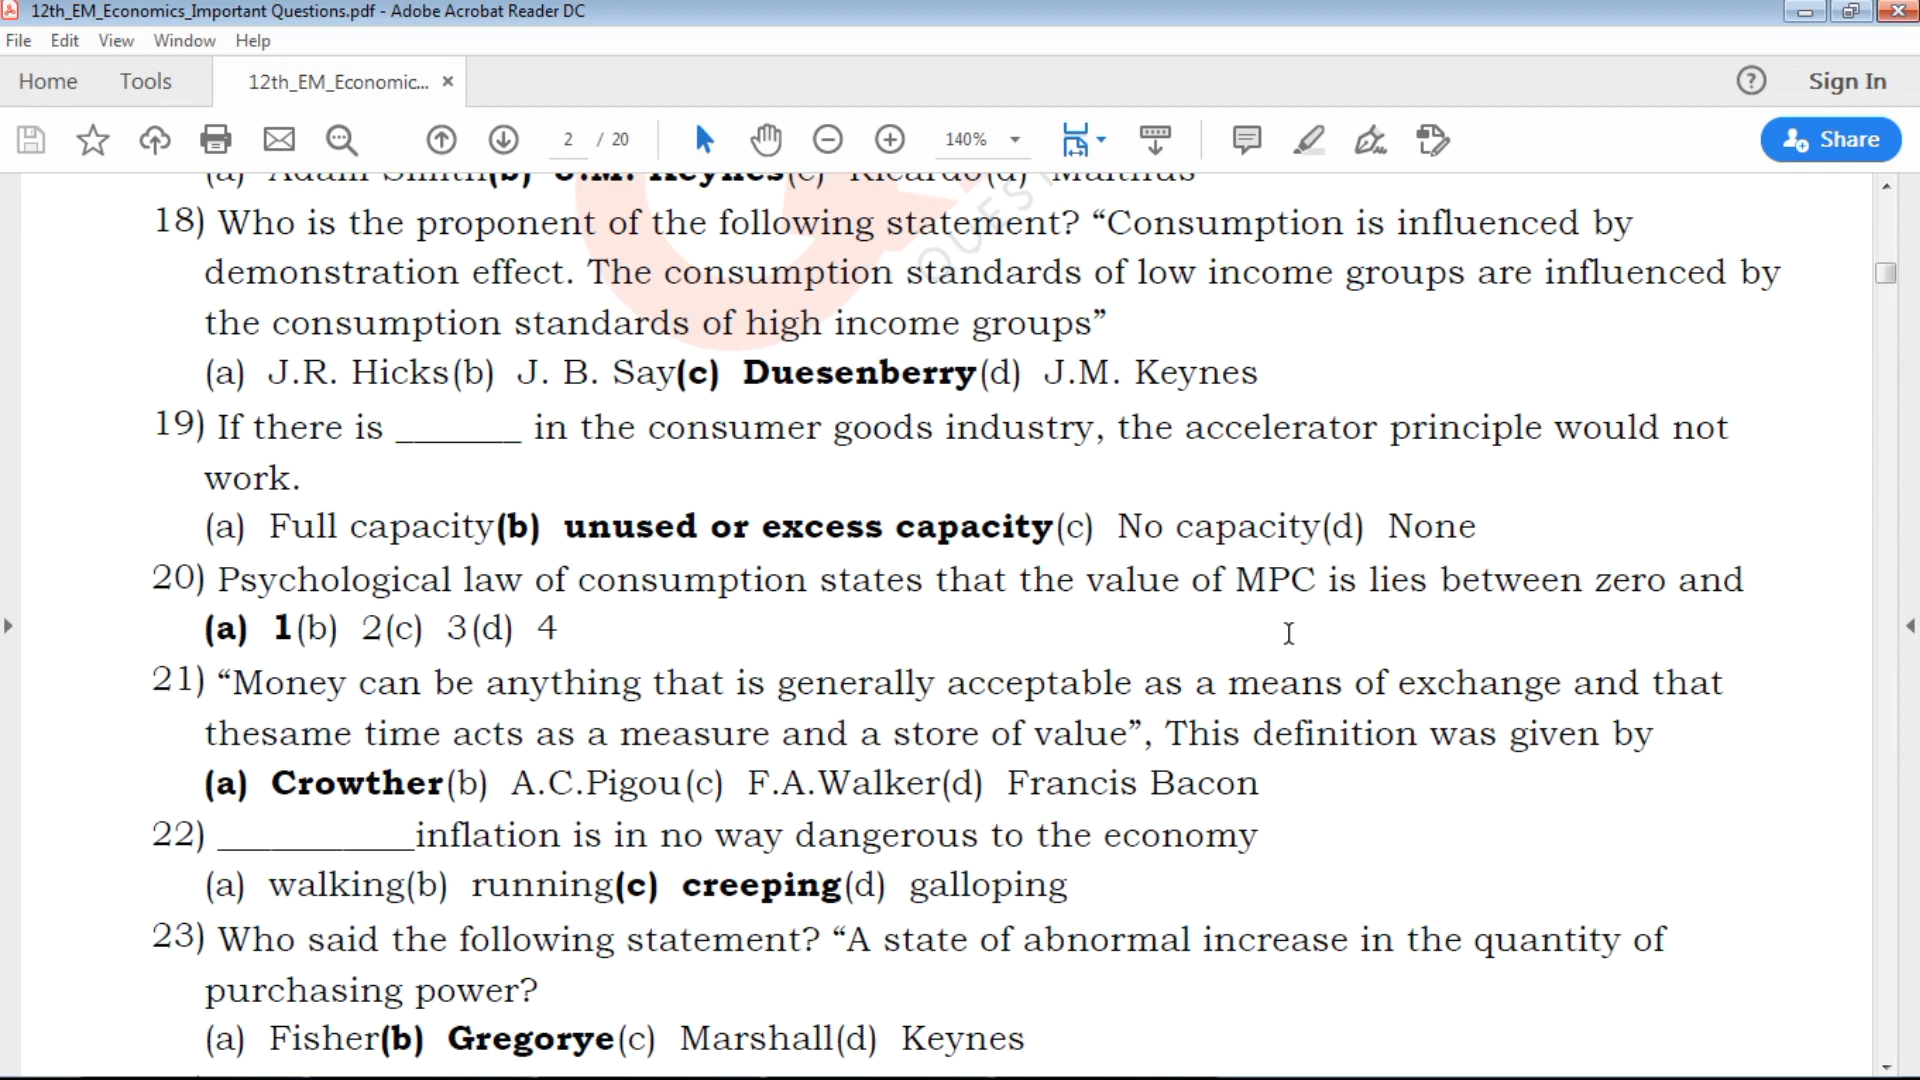 12th_EM_Economics_Important Questions.pdf - Adobe Acrobat Reader DC
File Edit View Window Help
Home Tools 12th_EM_Economic... × ? Sign In
2 / 20 140% Share
(a) Adam Smith(b) J.M. Keynes(c) Ricardo(d) Malthus
QUEST
18) Who is the proponent of the following statement? “Consumption is influenced by
demonstration effect. The consumption standards of low income groups are influenced by
the consumption standards of high income groups”
(a) J.R. Hicks(b) J. B. Say(c) Duesenberry(d) J.M. Keynes
19) If there is _______ in the consumer goods industry, the accelerator principle would not
work.
(a) Full capacity(b) unused or excess capacity(c) No capacity(d) None
20) Psychological law of consumption states that the value of MPC is lies between zero and
(a) 1(b) 2(c) 3(d) 4
21) “Money can be anything that is generally acceptable as a means of exchange and that
thesame time acts as a measure and a store of value”, This definition was given by
(a) Crowther(b) A.C.Pigou(c) F.A.Walker(d) Francis Bacon
22) ___________inflation is in no way dangerous to the economy
(a) walking(b) running(c) creeping(d) galloping
23) Who said the following statement? “A state of abnormal increase in the quantity of
purchasing power?
(a) Fisher(b) Gregorye(c) Marshall(d) Keynes